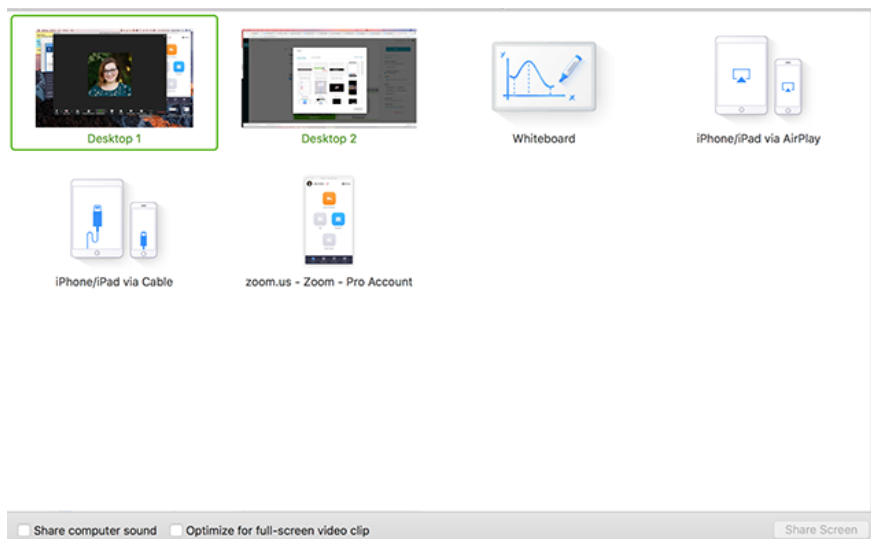 Desktop 1
Desktop 2
Whiteboard
iPhone/iPad via AirPlay
iPhone/iPad via Cable
zoom.us - Zoom - Pro Account
Share computer sound
Optimize for full-screen video clip
Share Screen